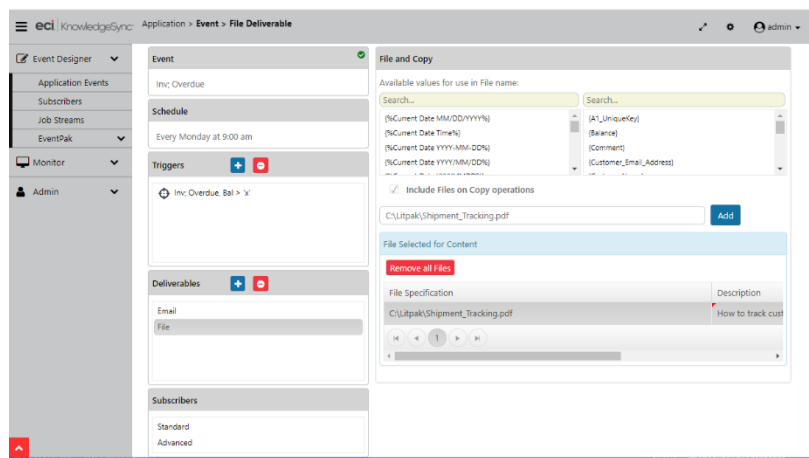 eci KnowledgeSync
Application > Event > File Deliverable
admin
Event Designer
Application Events
Subscribers
Job Streams
EventPak
Monitor
Admin
Event
Inv; Overdue
Schedule
Every Monday at 9:00 am
Triggers
Inv; Overdue, Bal > 'x'
Deliverables
Email
File
Subscribers
Standard
Advanced
File and Copy
Available values for use in File name:
Search...
{%Current Date MM/DD/YYYY%}
{%Current Date Time%}
{%Current Date YYYY-MM-DD%}
{%Current Date YYYY/MM/DD%}
Search...
{A1_UniqueKey}
{Balance}
{Comment}
{Customer_Email_Address}
Include Files on Copy operations
C:\Litpak\Shipment_Tracking.pdf
Add
File Selected for Content
Remove all Files
File Specification
Description
C:\Litpak\Shipment_Tracking.pdf
How to track cust
1